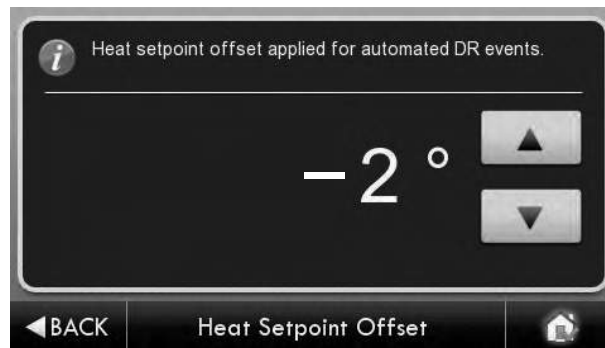 Heat setpoint offset applied for automated DR events.
−2°
BACK
Heat Setpoint Offset